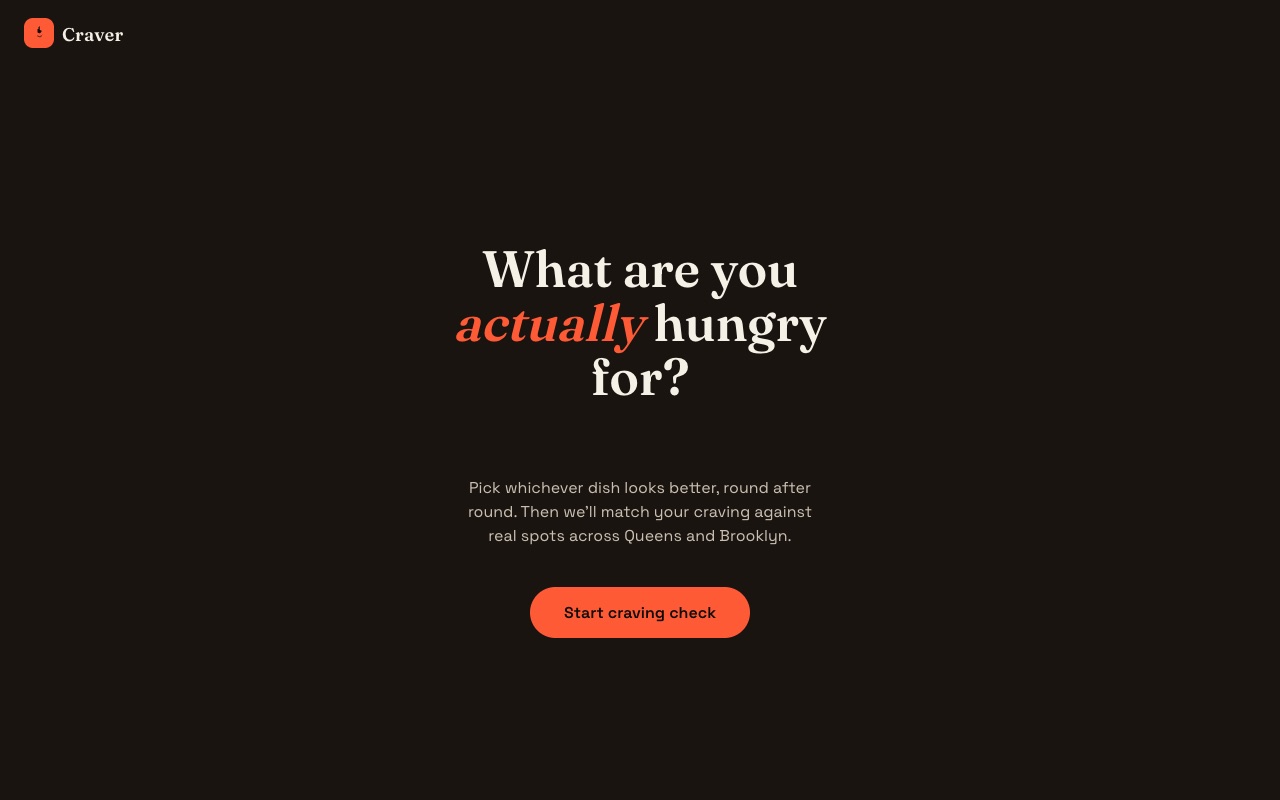 Craver
What are you
actually hungry
for?
Pick whichever dish looks better, round after
round. Then we'll match your craving against
real spots across Queens and Brooklyn.
Start craving check